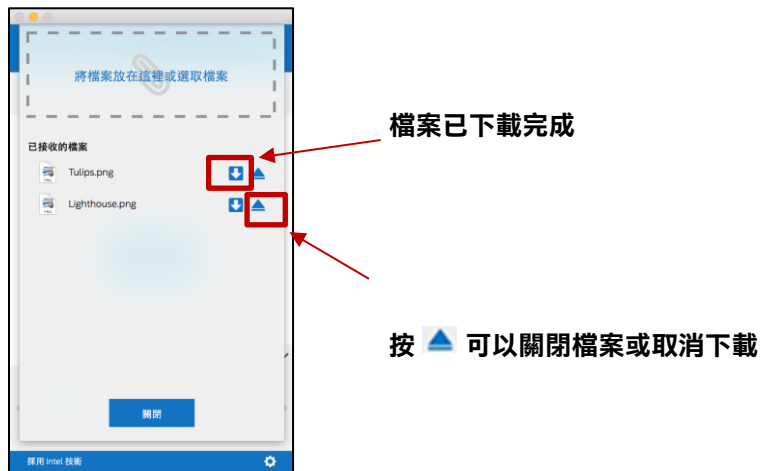 將檔案放在這裡或選取檔案
已接收的檔案
Tulips.png
Lighthouse.png
關閉
採用 Intel 技術
檔案已下載完成
按 可以關閉檔案或取消下載